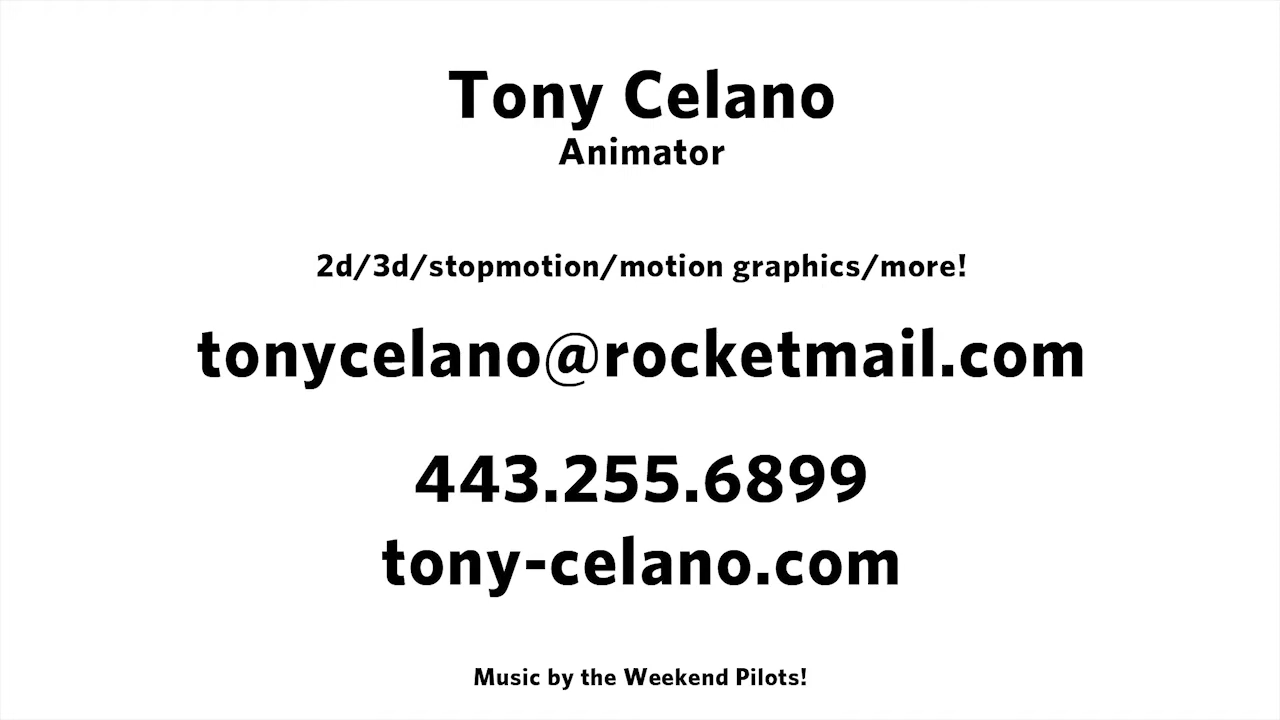 Tony Celano
Animator
2d/3d/stopmotion/motion graphics/more!
tonycelano@rocketmail.com
443.255.6899
tony-celano.com
Music by the Weekend Pilots!